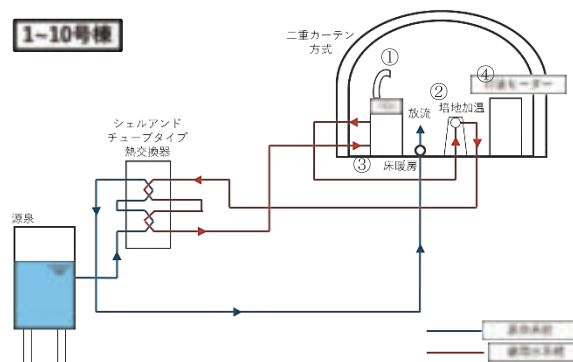 1~10号棟
二重カーテン
方式
①
②
④
培地加温
放流
③
床暖房
シェルアンド
チューブタイプ
熱交換器
源泉